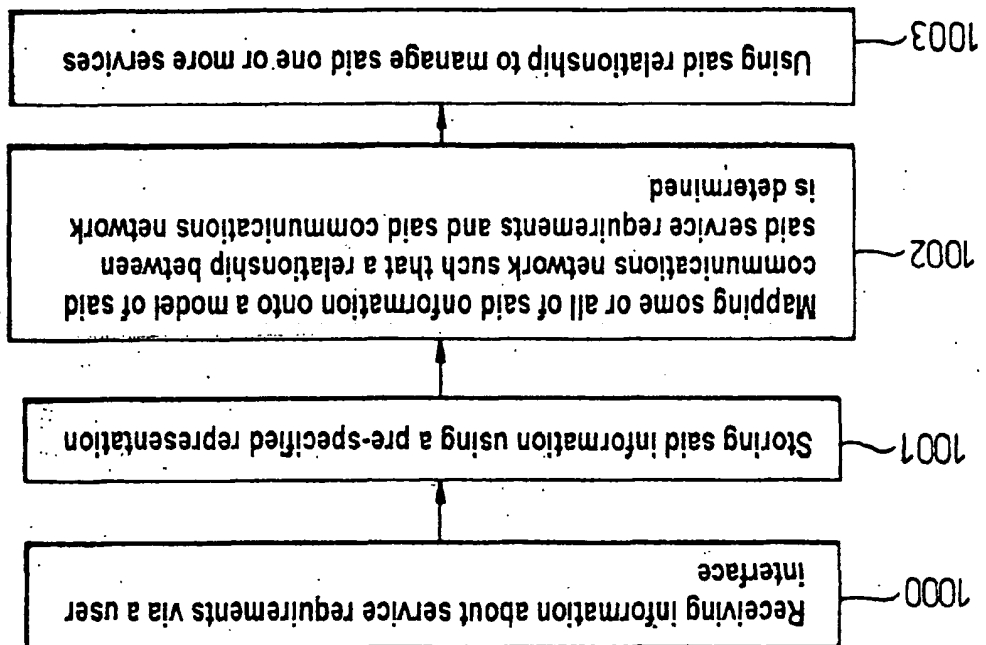 1000
Receiving information about service requirements via a user
interface
1001
Storing said information using a pre-specified representation
1002
Mapping some or all of said onformation onto a model of said
communications network such that a relationship between
said service requirements and said communications network
is determined
1003
Using said relationship to manage said one or more services